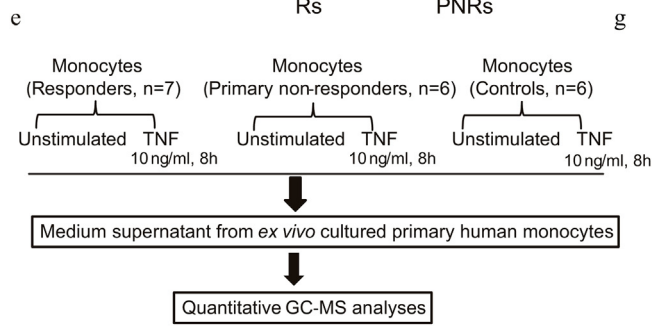 Rs PNRs
e g
Monocytes Monocytes Monocytes
(Responders, n=7) (Primary non-responders, n=6) (Controls, n=6)
Unstimulated TNF Unstimulated TNF Unstimulated TNF
10 ng/ml, 8h 10 ng/ml, 8h 10 ng/ml, 8h
Medium supernatant from ex vivo cultured primary human monocytes
Quantitative GC-MS analyses